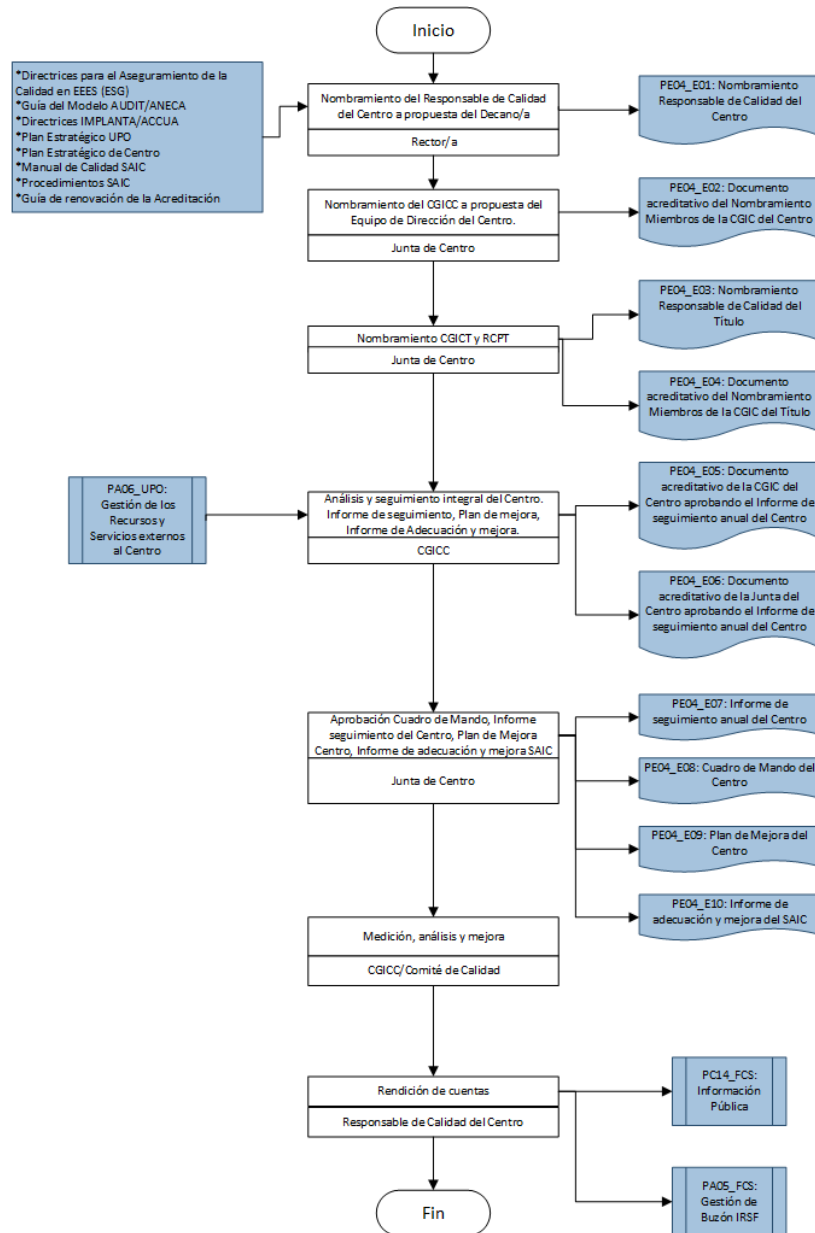 Inicio
*Directrices para el Aseguramiento de la
Calidad en EEES (ESG)
*Guía del Modelo AUDIT/ANECA
*Directrices IMPLANTA/ACCUA
*Plan Estratégico UPO
*Plan Estratégico de Centro
*Manual de Calidad SAIC
*Procedimientos SAIC
*Guía de renovación de la Acreditación
Nombramiento del Responsable de Calidad
del Centro a propuesta del Decano/a
Rector/a
PE04_E01: Nombramiento
Responsable de Calidad del
Centro
Nombramiento del CGICC a propuesta del
Equipo de Dirección del Centro.
Junta de Centro
PE04_E02: Documento
acreditativo del Nombramiento
Miembros de la CGIC del Centro
Nombramiento CGICT y RCPT
Junta de Centro
PE04_E03: Nombramiento
Responsable de Calidad del
Título
PE04_E04: Documento
acreditativo del Nombramiento
Miembros de la CGIC del Título
PA06_UPO:
Gestión de los
Recursos y
Servicios externos
al Centro
Análisis y seguimiento integral del Centro.
Informe de seguimiento, Plan de mejora,
Informe de Adecuación y mejora.
CGICC
PE04_E05: Documento
acreditativo de la CGIC del
Centro aprobando el Informe de
seguimiento anual del Centro
PE04_E06: Documento
acreditativo de la Junta del
Centro aprobando el Informe de
seguimiento anual del Centro
Aprobación Cuadro de Mando, Informe
seguimiento del Centro, Plan de Mejora
Centro, Informe de adecuación y mejora SAIC
Junta de Centro
PE04_E07: Informe de
seguimiento anual del Centro
PE04_E08: Cuadro de Mando del
Centro
PE04_E09: Plan de Mejora del
Centro
PE04_E10: Informe de
adecuación y mejora del SAIC
Medición, análisis y mejora
CGICC/Comité de Calidad
Rendición de cuentas
Responsable de Calidad del Centro
PC14_FCS:
Información
Pública
PA05_FCS:
Gestión de
Buzón IRSF
Fin